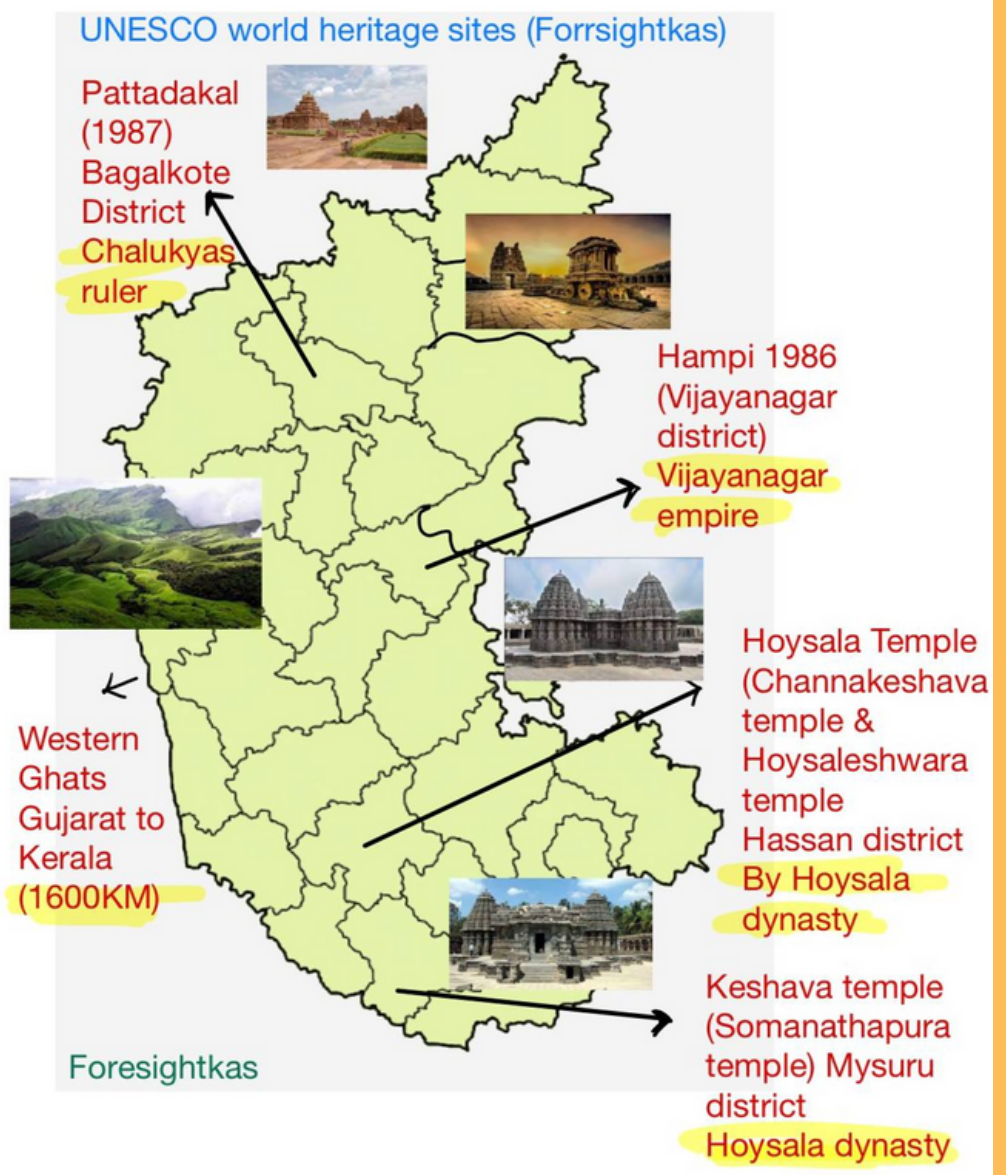 UNESCO world heritage sites (Forrsightkas)
Pattadakal
(1987)
Bagalkote
District
Chalukyas
ruler
Hampi 1986
(Vijayanagar
district)
Vijayanagar
empire
Hoysala Temple
(Channakeshava
temple &
Hoysaleshwara
temple
Hassan district
By Hoysala
dynasty
Western
Ghats
Gujarat to
Kerala
(1600KM)
Keshava temple
(Somanathapura
temple) Mysuru
district
Hoysala dynasty
Foresightkas